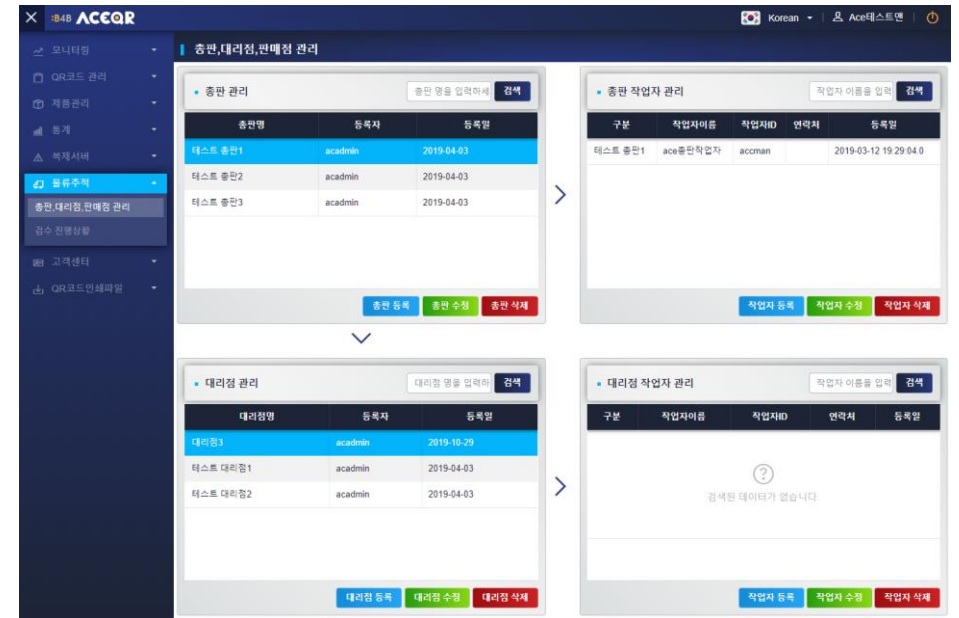 :B4B ACEQR
Korean
Ace테스트맨
모니터링
QR코드 관리
제품관리
통계
복제서버
물류추적
총판,대리점,판매점 관리
검수 진행상황
고객센터
QR코드인쇄파일
총판,대리점,판매점 관리
총판 관리
총판 명을 입력하세
검색
총판명 등록자 등록일
테스트 총판1 acadmin 2019-04-03
테스트 총판2 acadmin 2019-04-03
테스트 총판3 acadmin 2019-04-03
총판 등록 총판 수정 총판 삭제
총판 작업자 관리
작업자 이름을 입력
검색
구분 작업자이름 작업자ID 연락처 등록일
테스트 총판1 ace총판작업자 accman 2019-03-12 19:29:04.0
작업자 등록 작업자 수정 작업자 삭제
대리점 관리
대리점 명을 입력하
검색
대리점명 등록자 등록일
대리점3 acadmin 2019-10-29
테스트 대리점1 acadmin 2019-04-03
테스트 대리점2 acadmin 2019-04-03
대리점 등록 대리점 수정 대리점 삭제
대리점 작업자 관리
작업자 이름을 입력
검색
구분 작업자이름 작업자ID 연락처 등록일
검색된 데이터가 없습니다.
작업자 등록 작업자 수정 작업자 삭제